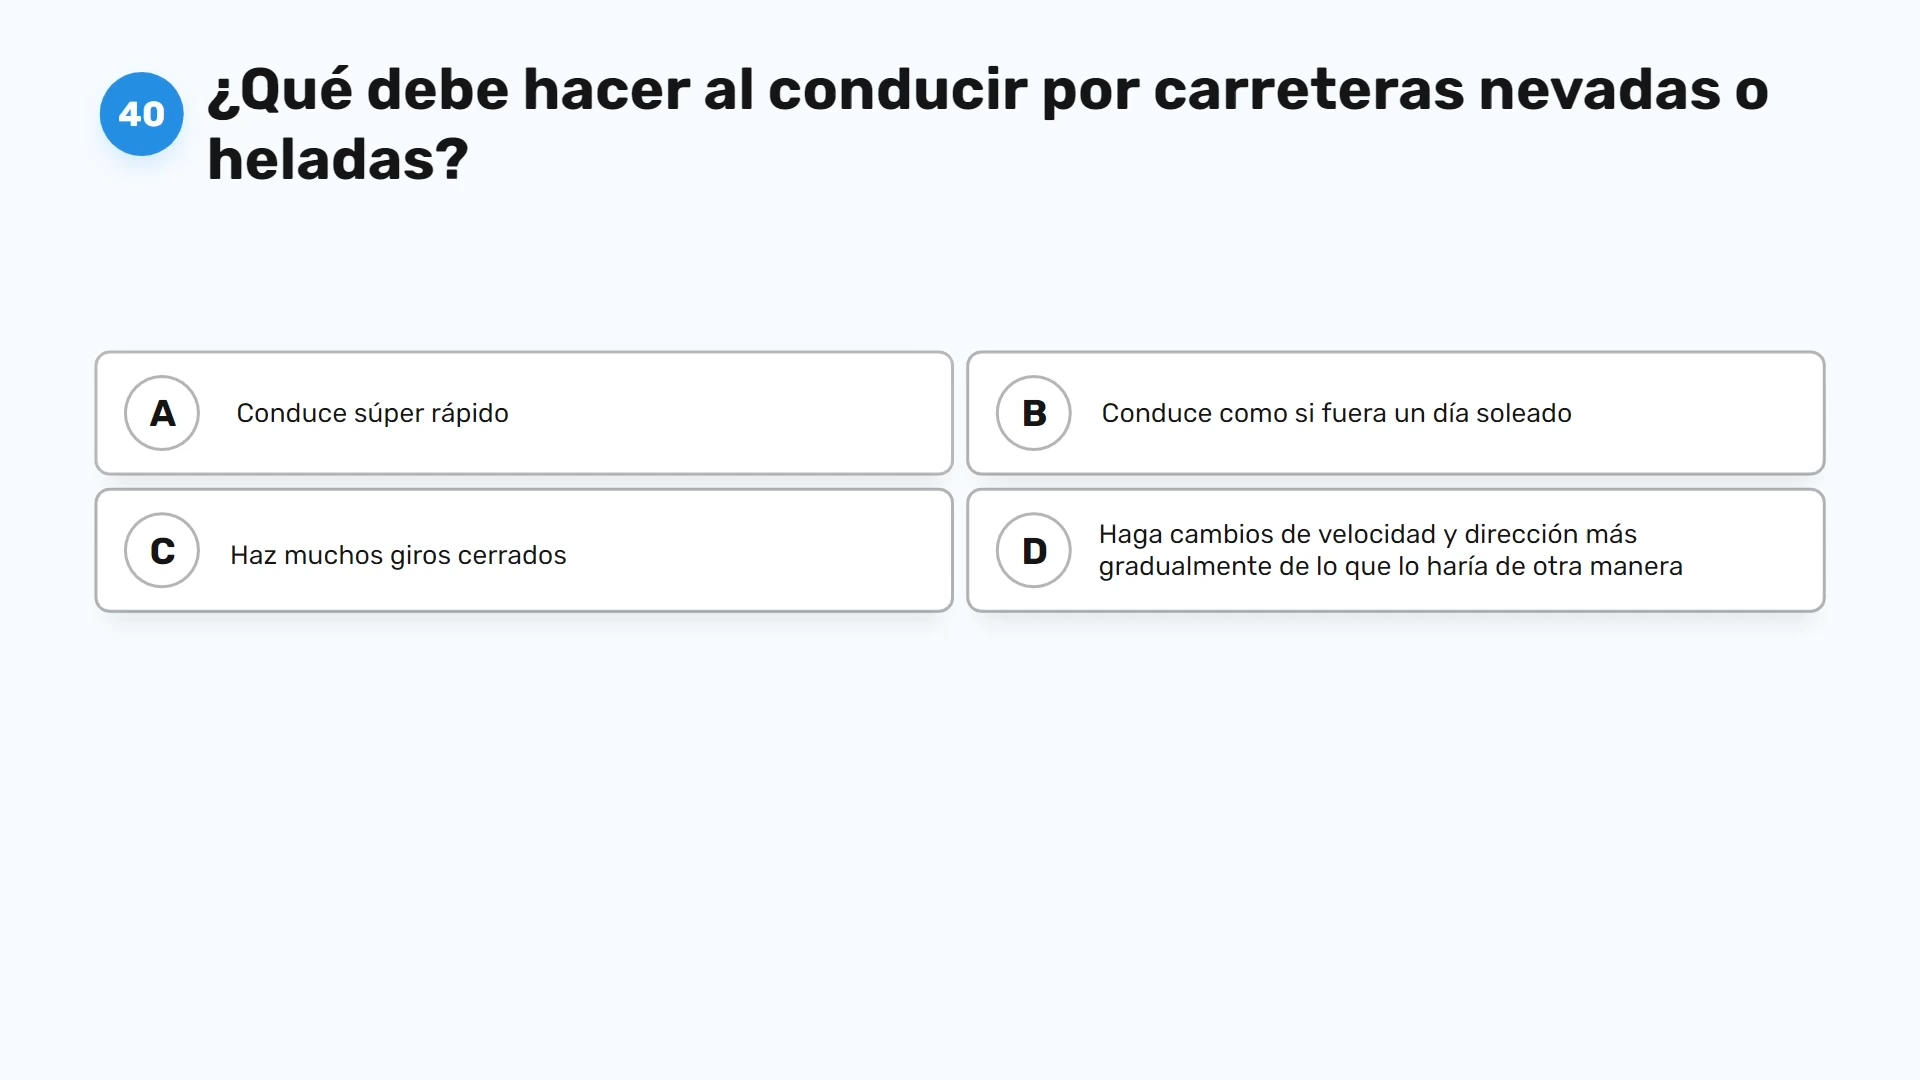 40
¿Qué debe hacer al conducir por carreteras nevadas o
heladas?
A
Conduce súper rápido
B
Conduce como si fuera un día soleado
C
Haz muchos giros cerrados
D
Haga cambios de velocidad y dirección más
gradualmente de lo que lo haría de otra manera